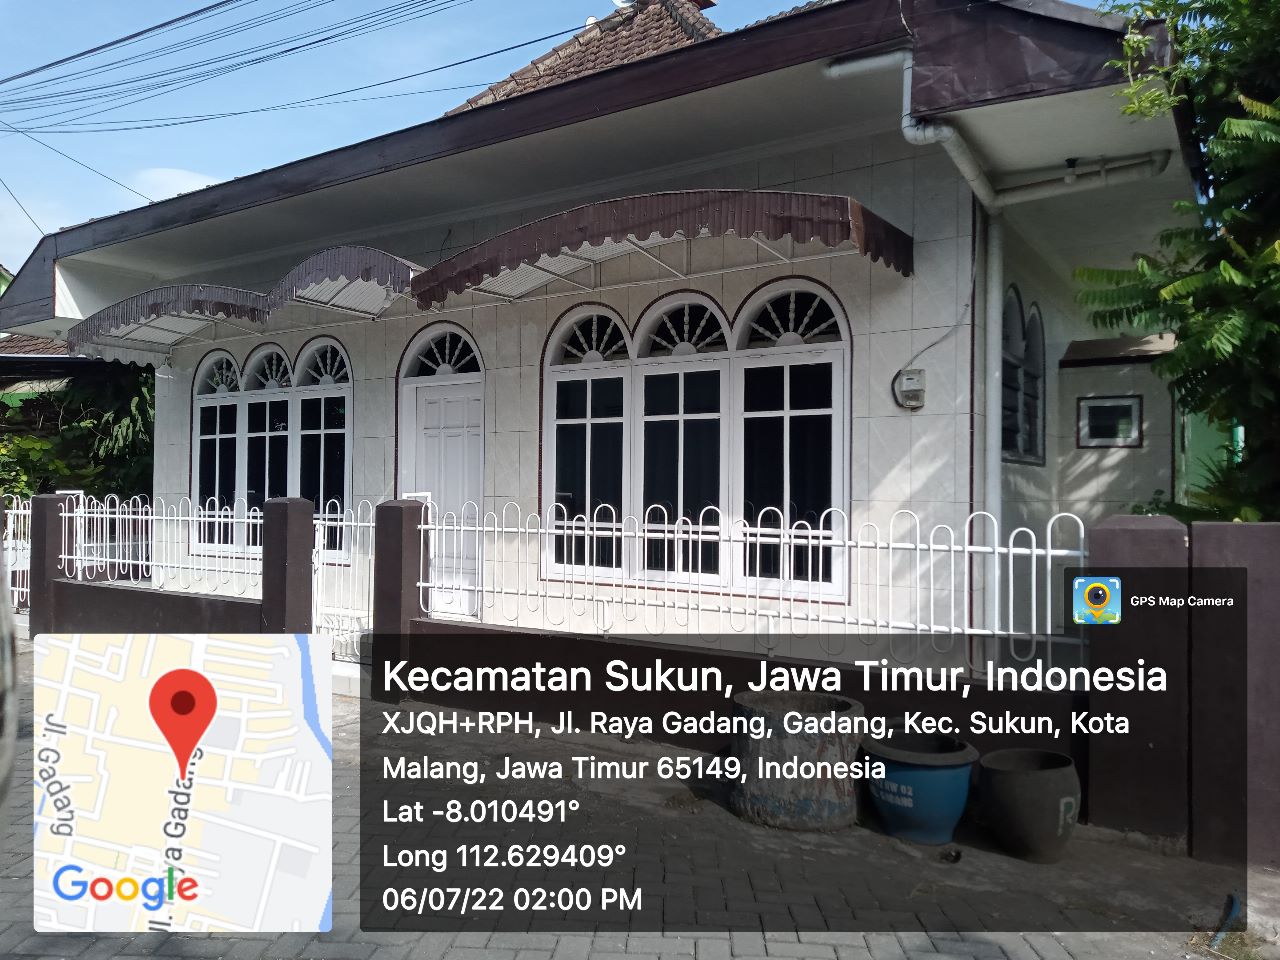 GPS Map Camera
Kecamatan Sukun, Jawa Timur, Indonesia
XJQH+RPH, Jl. Raya Gadang, Gadang, Kec. Sukun, Kota
Malang, Jawa Timur 65149, Indonesia
Lat -8.010491°
Long 112.629409°
06/07/22 02:00 PM
Jl. Gadang
Gadang
Google
RW 02
R